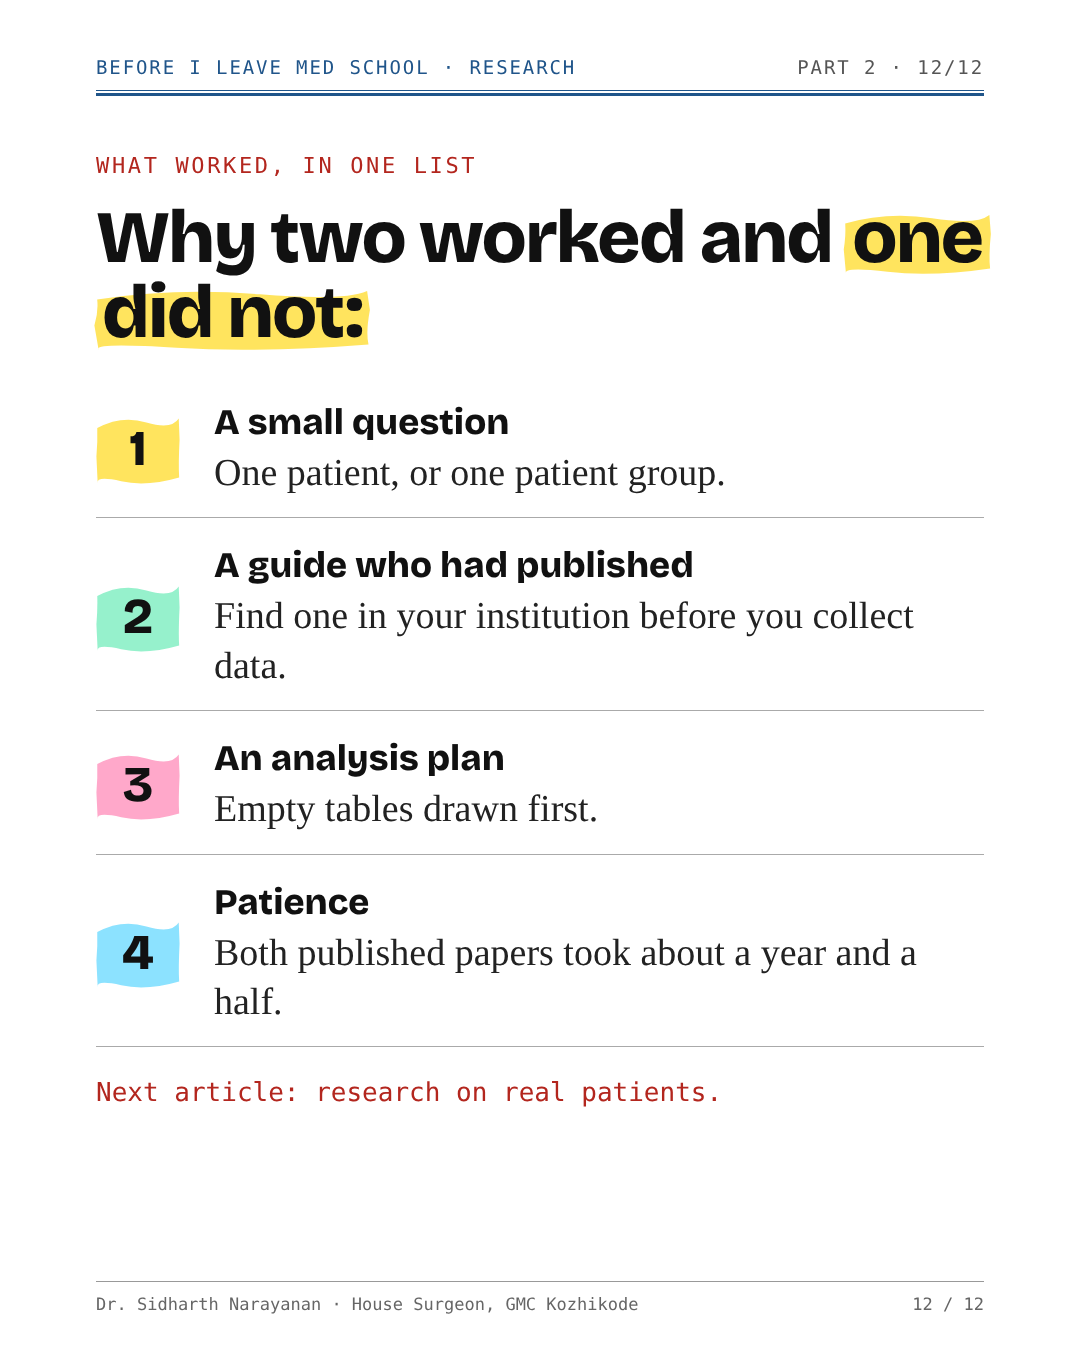 BEFORE I LEAVE MED SCHOOL · RESEARCH
PART 2 · 12/12
WHAT WORKED, IN ONE LIST
Why two worked and one
did not:
1
A small question
One patient, or one patient group.
2
A guide who had published
Find one in your institution before you collect
data.
3
An analysis plan
Empty tables drawn first.
4
Patience
Both published papers took about a year and a
half.
Next article: research on real patients.
Dr. Sidharth Narayanan · House Surgeon, GMC Kozhikode
12 / 12